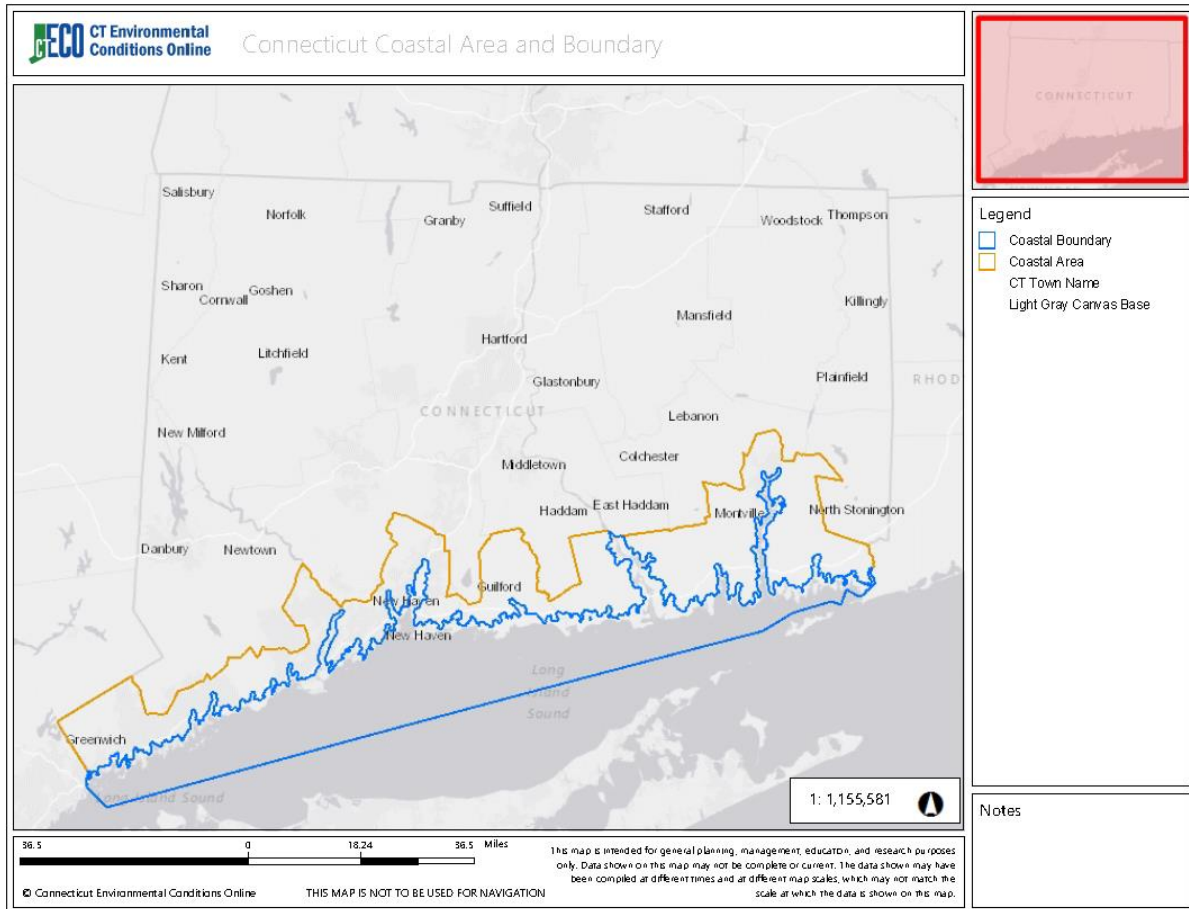 CT ECO CT Environmental
Conditions Online
Connecticut Coastal Area and Boundary
CONNECTICUT
Legend
Coastal Boundary
Coastal Area
CT Town Name
Light Gray Canvas Base
Salisbury
Norfolk
Granby
Suffield
Stafford
Woodstock
Thompson
Sharon
Cornwall
Goshen
Killingly
Mansfield
Hartford
Kent
Litchfield
Glastonbury
Plainfield
RHOD
CONNECTICUT
Lebanon
New Milford
Middletown
Colchester
Haddam
East Haddam
Montville
North Stonington
Danbury
Newtown
Guilford
New Haven
New Haven
Long
Island
Sound
Greenwich
Long Island Sound
1: 1,155,581
Notes
36.5 0 18.24 36.5 Miles
This map is intended for general planning, management, education, and research purposes
only. Data shown on this map may not be complete or current. The data shown may have
been compiled at different times and at different map scales, which may not match the
scale at which the data is shown on this map.
© Connecticut Environmental Conditions Online THIS MAP IS NOT TO BE USED FOR NAVIGATION